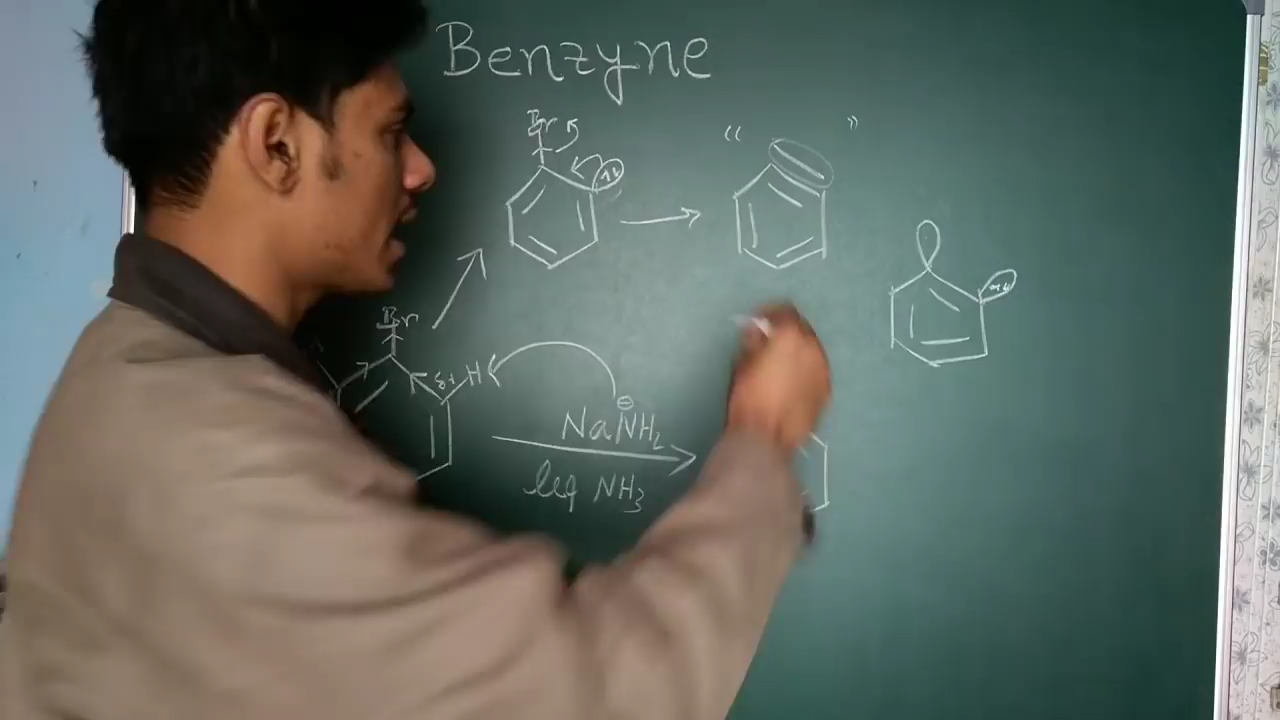 Benzyne
Br
“ ”
Br
δ+ H
⊖
NaNH2
liq NH3